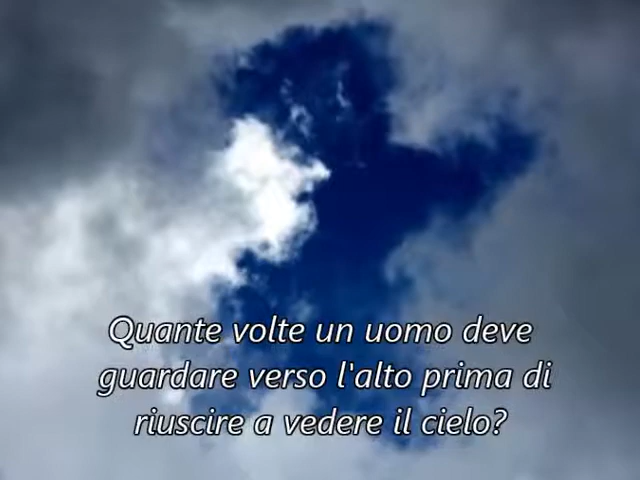 Quante volte un uomo deve
guardare verso l'alto prima di
riuscire a vedere il cielo?